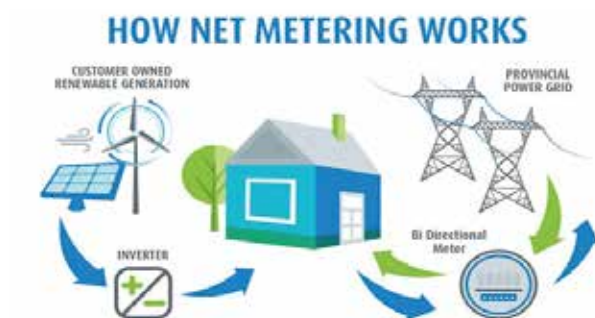 HOW NET METERING WORKS
CUSTOMER OWNED
RENEWABLE GENERATION
PROVINCIAL
POWER GRID
INVERTER
Bi Directional
Meter